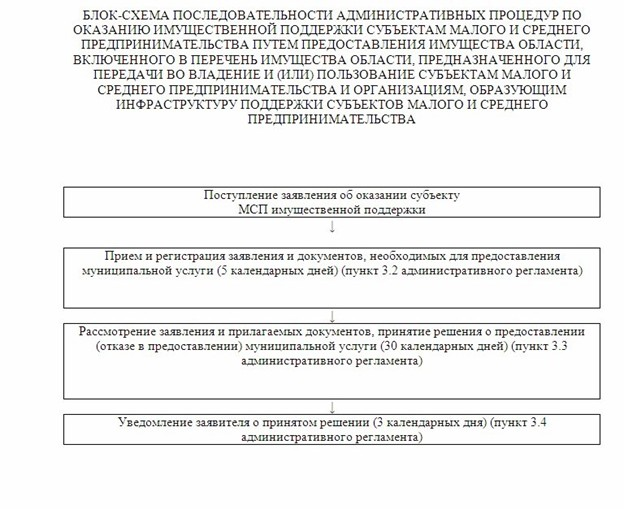 БЛОК-СХЕМА ПОСЛЕДОВАТЕЛЬНОСТИ АДМИНИСТРАТИВНЫХ ПРОЦЕДУР ПО
ОКАЗАНИЮ ИМУЩЕСТВЕННОЙ ПОДДЕРЖКИ СУБЪЕКТАМ МАЛОГО И СРЕДНЕГО
ПРЕДПРИНИМАТЕЛЬСТВА ПУТЕМ ПРЕДОСТАВЛЕНИЯ ИМУЩЕСТВА ОБЛАСТИ,
ВКЛЮЧЕННОГО В ПЕРЕЧЕНЬ ИМУЩЕСТВА ОБЛАСТИ, ПРЕДНАЗНАЧЕННОГО ДЛЯ
ПЕРЕДАЧИ ВО ВЛАДЕНИЕ И (ИЛИ) ПОЛЬЗОВАНИЕ СУБЪЕКТАМ МАЛОГО И
СРЕДНЕГО ПРЕДПРИНИМАТЕЛЬСТВА И ОРГАНИЗАЦИЯМ, ОБРАЗУЮЩИМ
ИНФРАСТРУКТУРУ ПОДДЕРЖКИ СУБЪЕКТОВ МАЛОГО И СРЕДНЕГО
ПРЕДПРИНИМАТЕЛЬСТВА
Поступление заявления об оказании субъекту
МСП имущественной поддержки
↓
Прием и регистрация заявления и документов, необходимых для предоставления
муниципальной услуги (5 календарных дней) (пункт 3.2 административного регламента)
↓
Рассмотрение заявления и прилагаемых документов, принятие решения о предоставлении
(отказе в предоставлении) муниципальной услуги (30 календарных дней) (пункт 3.3
административного регламента)
↓
Уведомление заявителя о принятом решении (3 календарных дня) (пункт 3.4
административного регламента)